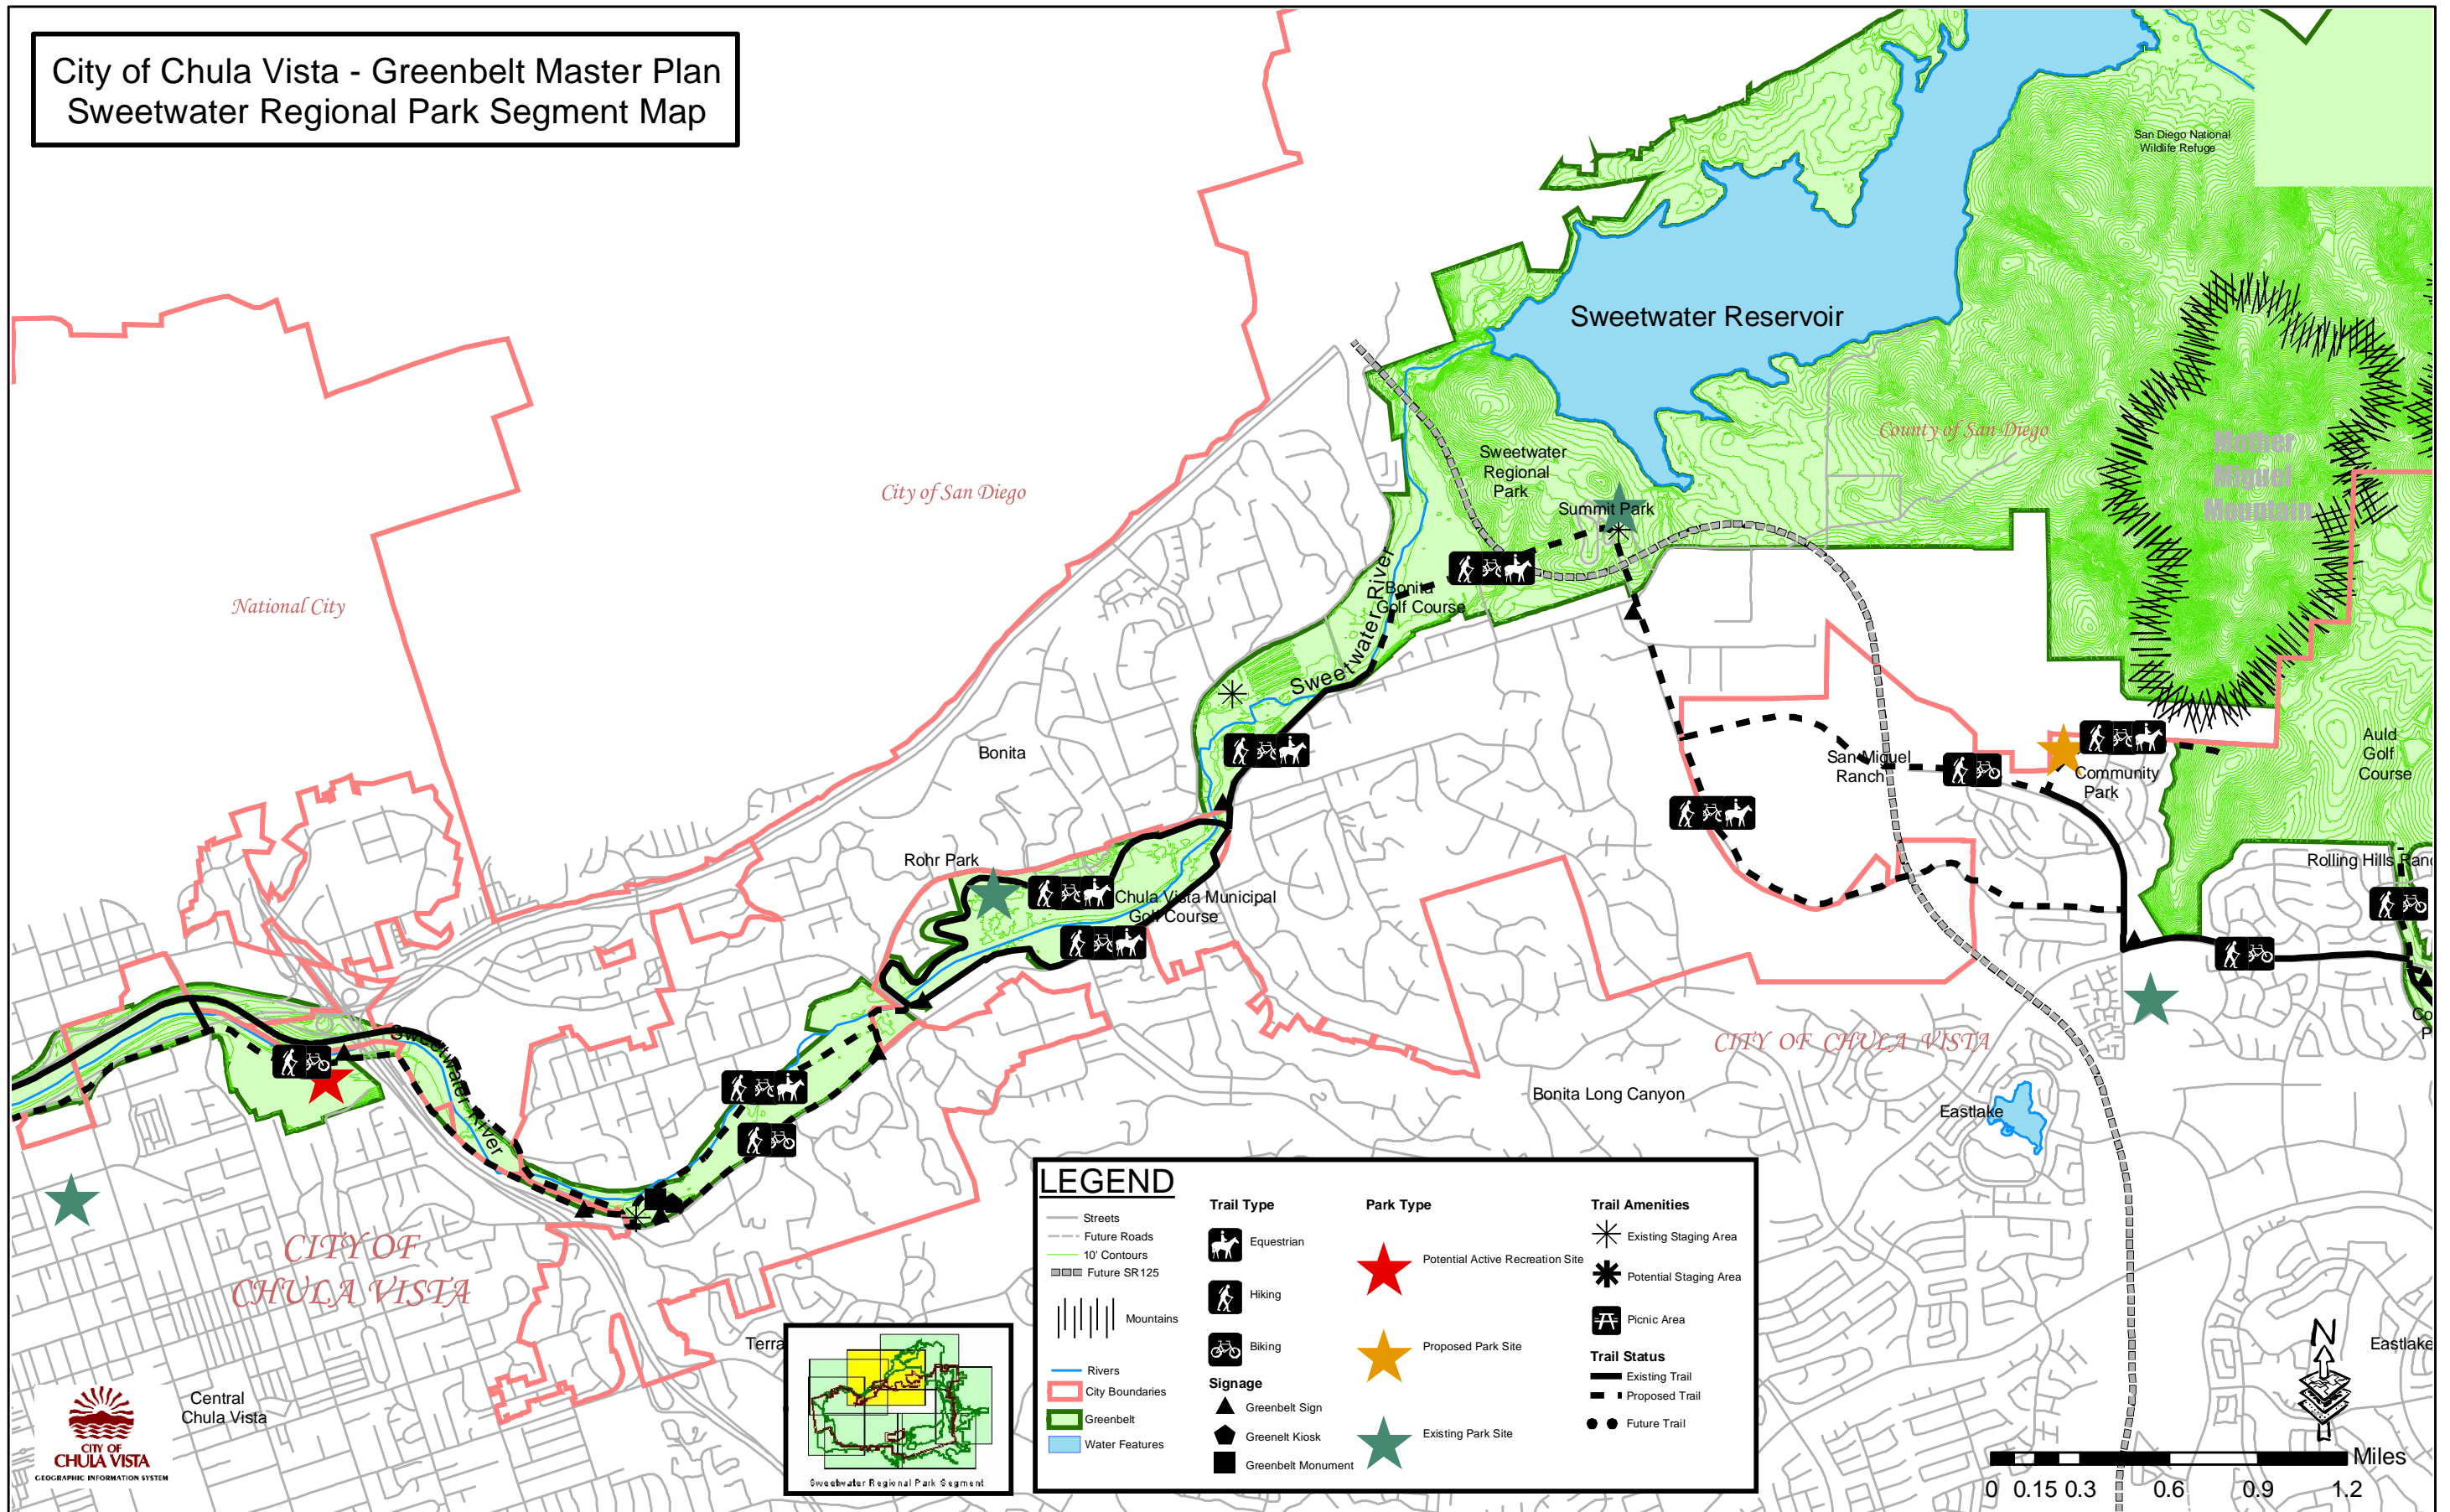 City of Chula Vista - Greenbelt Master Plan
Sweetwater Regional Park Segment Map
San Diego National
Wildlife Refuge
Sweetwater Reservoir
County of San Diego
Mother
Miguel
Mountain
Sweetwater
Regional
Park
Summit Park
City of San Diego
National City
Bonita
Golf Course
Sweetwater River
Bonita
San Miguel
Ranch
Community
Park
Auld
Golf
Course
Rohr Park
Chula Vista Municipal
Golf Course
Rolling Hills Ranc
Sweetwater River
CITY OF CHULA VISTA
Co
P
Bonita Long Canyon
Eastlake
CITY OF
CHULA VISTA
Terra
Eastlake
Central
Chula Vista
CITY OF
CHULA VISTA
GEOGRAPHIC INFORMATION SYSTEM
Sweetwater Regional Park Segment
LEGEND
Streets
Future Roads
10' Contours
Future SR125
Mountains
Rivers
City Boundaries
Greenbelt
Water Features
Trail Type
Equestrian
Hiking
Biking
Signage
Greenbelt Sign
Greenelt Kiosk
Greenbelt Monument
Park Type
Potential Active Recreation Site
Proposed Park Site
Existing Park Site
Trail Amenities
Existing Staging Area
Potential Staging Area
Picnic Area
Trail Status
Existing Trail
Proposed Trail
Future Trail
N
Miles
0 0.15 0.3 0.6 0.9 1.2